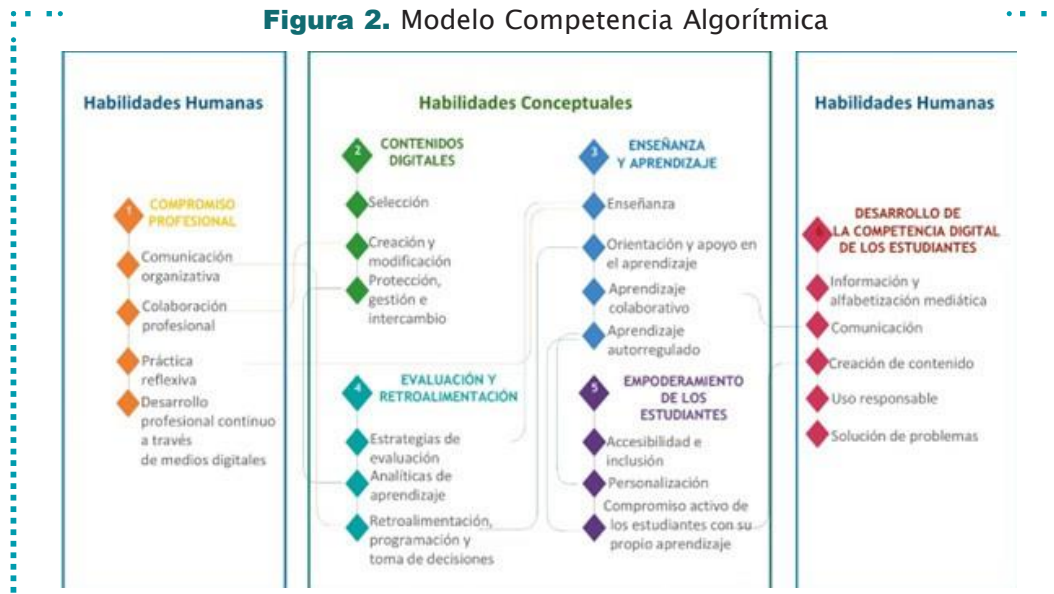 Figura 2. Modelo Competencia Algorítmica
Habilidades Humanas
1
COMPROMISO
PROFESIONAL
Comunicación
organizativa
Colaboración
profesional
Práctica
reflexiva
Desarrollo
profesional continuo
a través
de medios digitales
Habilidades Conceptuales
2
CONTENIDOS
DIGITALES
Selección
Creación y
modificación
Protección,
gestión e
intercambio
3
ENSEÑANZA
Y APRENDIZAJE
Enseñanza
Orientación y apoyo en
el aprendizaje
Aprendizaje
colaborativo
Aprendizaje
autorregulado
4
EVALUACIÓN Y
RETROALIMENTACIÓN
Estrategias de
evaluación
Analíticas de
aprendizaje
Retroalimentación,
programación y
toma de decisiones
5
EMPODERAMIENTO
DE LOS
ESTUDIANTES
Accesibilidad e
inclusión
Personalización
Compromiso activo de
los estudiantes con su
propio aprendizaje
Habilidades Humanas
6
DESARROLLO DE
LA COMPETENCIA DIGITAL
DE LOS ESTUDIANTES
Información y
alfabetización mediática
Comunicación
Creación de contenido
Uso responsable
Solución de problemas